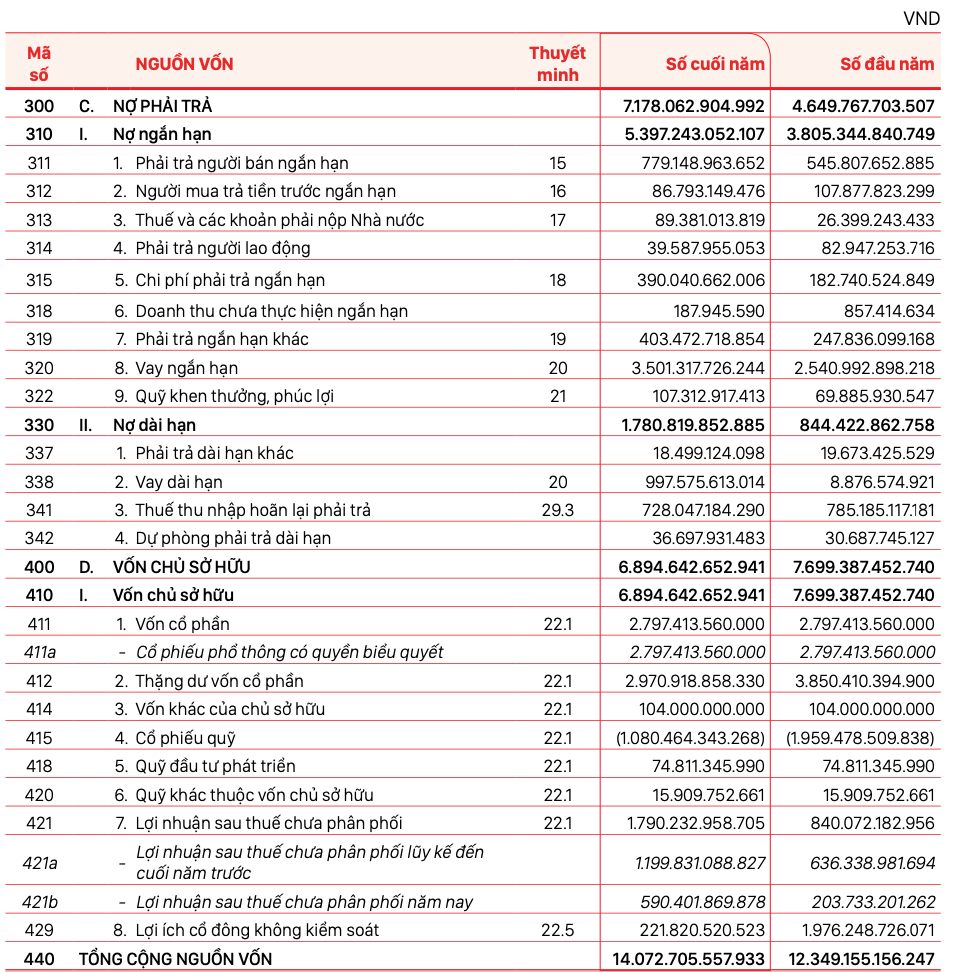 VND
Mã số NGUỒN VỐN Thuyết minh Số cuối năm Số đầu năm
300 C. NỢ PHẢI TRẢ 7.178.062.904.992 4.649.767.703.507
310 I. Nợ ngắn hạn 5.397.243.052.107 3.805.344.840.749
311 1. Phải trả người bán ngắn hạn 15 779.148.963.652 545.807.652.885
312 2. Người mua trả tiền trước ngắn hạn 16 86.793.149.476 107.877.823.299
313 3. Thuế và các khoản phải nộp Nhà nước 17 89.381.013.819 26.399.243.433
314 4. Phải trả người lao động 39.587.955.053 82.947.253.716
315 5. Chi phí phải trả ngắn hạn 18 390.040.662.006 182.740.524.849
318 6. Doanh thu chưa thực hiện ngắn hạn 187.945.590 857.414.634
319 7. Phải trả ngắn hạn khác 19 403.472.718.854 247.836.099.168
320 8. Vay ngắn hạn 20 3.501.317.726.244 2.540.992.898.218
322 9. Quỹ khen thưởng, phúc lợi 21 107.312.917.413 69.885.930.547
330 II. Nợ dài hạn 1.780.819.852.885 844.422.862.758
337 1. Phải trả dài hạn khác 18.499.124.098 19.673.425.529
338 2. Vay dài hạn 20 997.575.613.014 8.876.574.921
341 3. Thuế thu nhập hoãn lại phải trả 29.3 728.047.184.290 785.185.117.181
342 4. Dự phòng phải trả dài hạn 36.697.931.483 30.687.745.127
400 D. VỐN CHỦ SỞ HỮU 6.894.642.652.941 7.699.387.452.740
410 I. Vốn chủ sở hữu 6.894.642.652.941 7.699.387.452.740
411 1. Vốn cổ phần 22.1 2.797.413.560.000 2.797.413.560.000
411a - Cổ phiếu phổ thông có quyền biểu quyết 2.797.413.560.000 2.797.413.560.000
412 2. Thặng dư vốn cổ phần 22.1 2.970.918.858.330 3.850.410.394.900
414 3. Vốn khác của chủ sở hữu 22.1 104.000.000.000 104.000.000.000
415 4. Cổ phiếu quỹ 22.1 (1.080.464.343.268) (1.959.478.509.838)
418 5. Quỹ đầu tư phát triển 22.1 74.811.345.990 74.811.345.990
420 6. Quỹ khác thuộc vốn chủ sở hữu 22.1 15.909.752.661 15.909.752.661
421 7. Lợi nhuận sau thuế chưa phân phối 22.1 1.790.232.958.705 840.072.182.956
421a - Lợi nhuận sau thuế chưa phân phối lũy kế đến
cuối năm trước 1.199.831.088.827 636.338.981.694
421b - Lợi nhuận sau thuế chưa phân phối năm nay 590.401.869.878 203.733.201.262
429 8. Lợi ích cổ đông không kiểm soát 22.5 221.820.520.523 1.976.248.726.071
440 TỔNG CỘNG NGUỒN VỐN 14.072.705.557.933 12.349.155.156.247